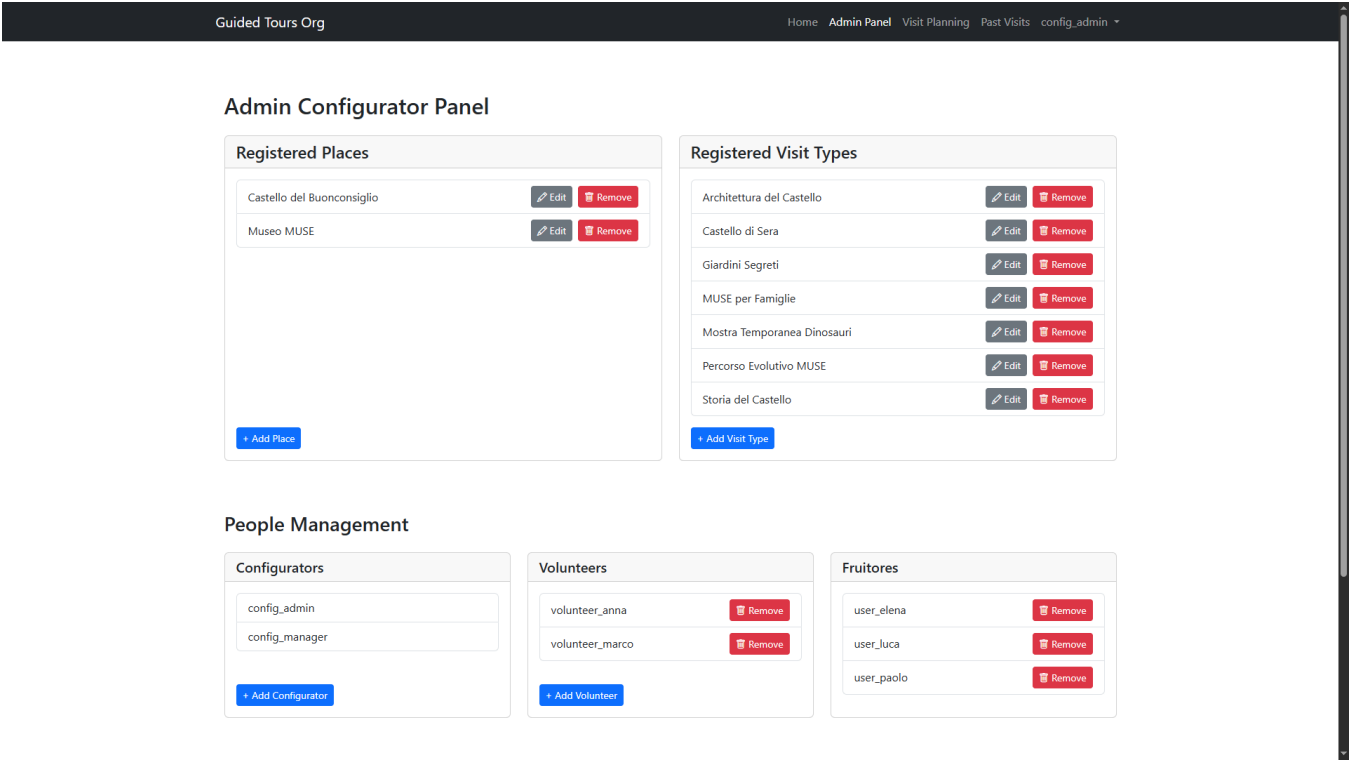 Guided Tours Org
Home Admin Panel Visit Planning Past Visits config_admin
Admin Configurator Panel
Registered Places
Castello del Buonconsiglio Edit Remove
Museo MUSE Edit Remove
+ Add Place
Registered Visit Types
Architettura del Castello Edit Remove
Castello di Sera Edit Remove
Giardini Segreti Edit Remove
MUSE per Famiglie Edit Remove
Mostra Temporanea Dinosauri Edit Remove
Percorso Evolutivo MUSE Edit Remove
Storia del Castello Edit Remove
+ Add Visit Type
People Management
Configurators
config_admin
config_manager
+ Add Configurator
Volunteers
volunteer_anna Remove
volunteer_marco Remove
+ Add Volunteer
Fruitores
user_elena Remove
user_luca Remove
user_paolo Remove